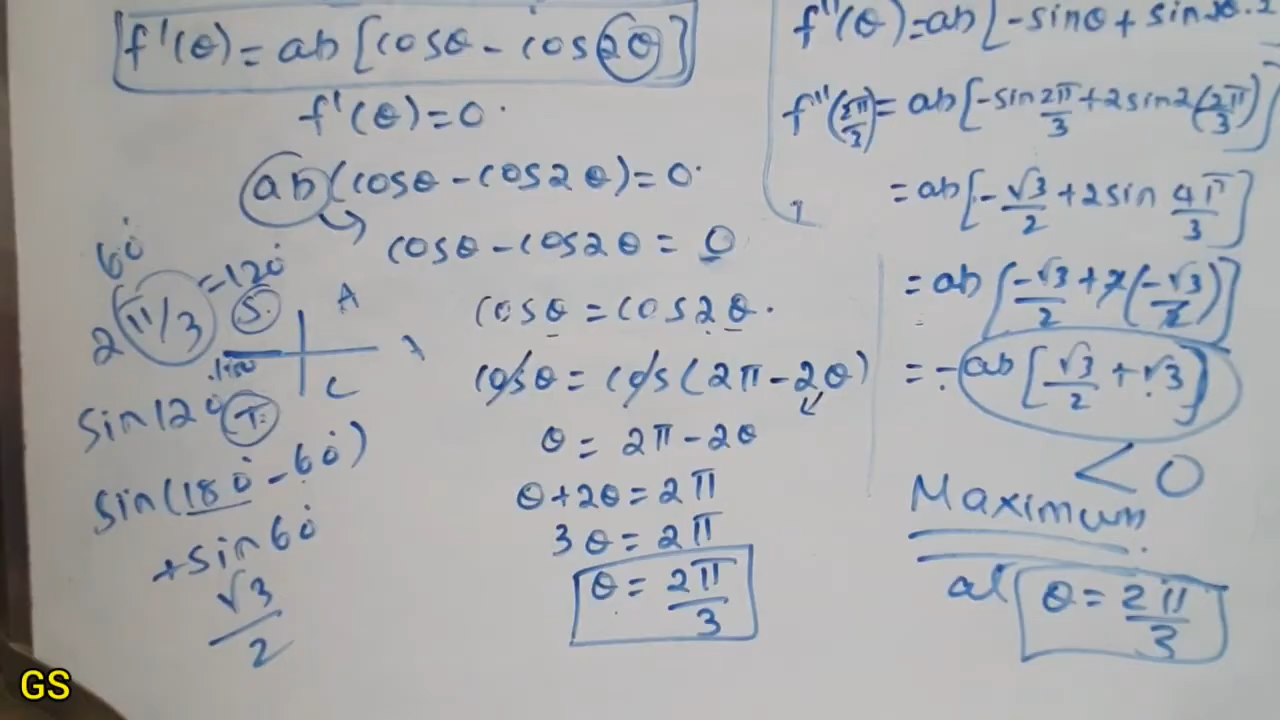 f'(θ) = ab [cosθ - cos2θ]
f'(θ) = 0.
ab (cosθ - cos2θ) = 0.
cosθ - cos2θ = 0
cosθ = cos2θ.
cosθ = cos(2π - 2θ)
θ = 2π - 2θ
θ + 2θ = 2π
3θ = 2π
θ = 2π/3
60°
2 π/3 = 120°
S. A
T. C
sin120°
sin(180° - 60°)
+sin60°
√3/2
f''(θ) = ab [-sinθ + sin2θ.2
f''(2π/3) = ab [-sin 2π/3 + 2sin2(2π/3)]
= ab [-√3/2 + 2sin 4π/3]
= ab [-√3/2 + 2(-√3/2)]
= -ab [√3/2 + √3]
< 0
Maximum
at θ = 2π/3
GS